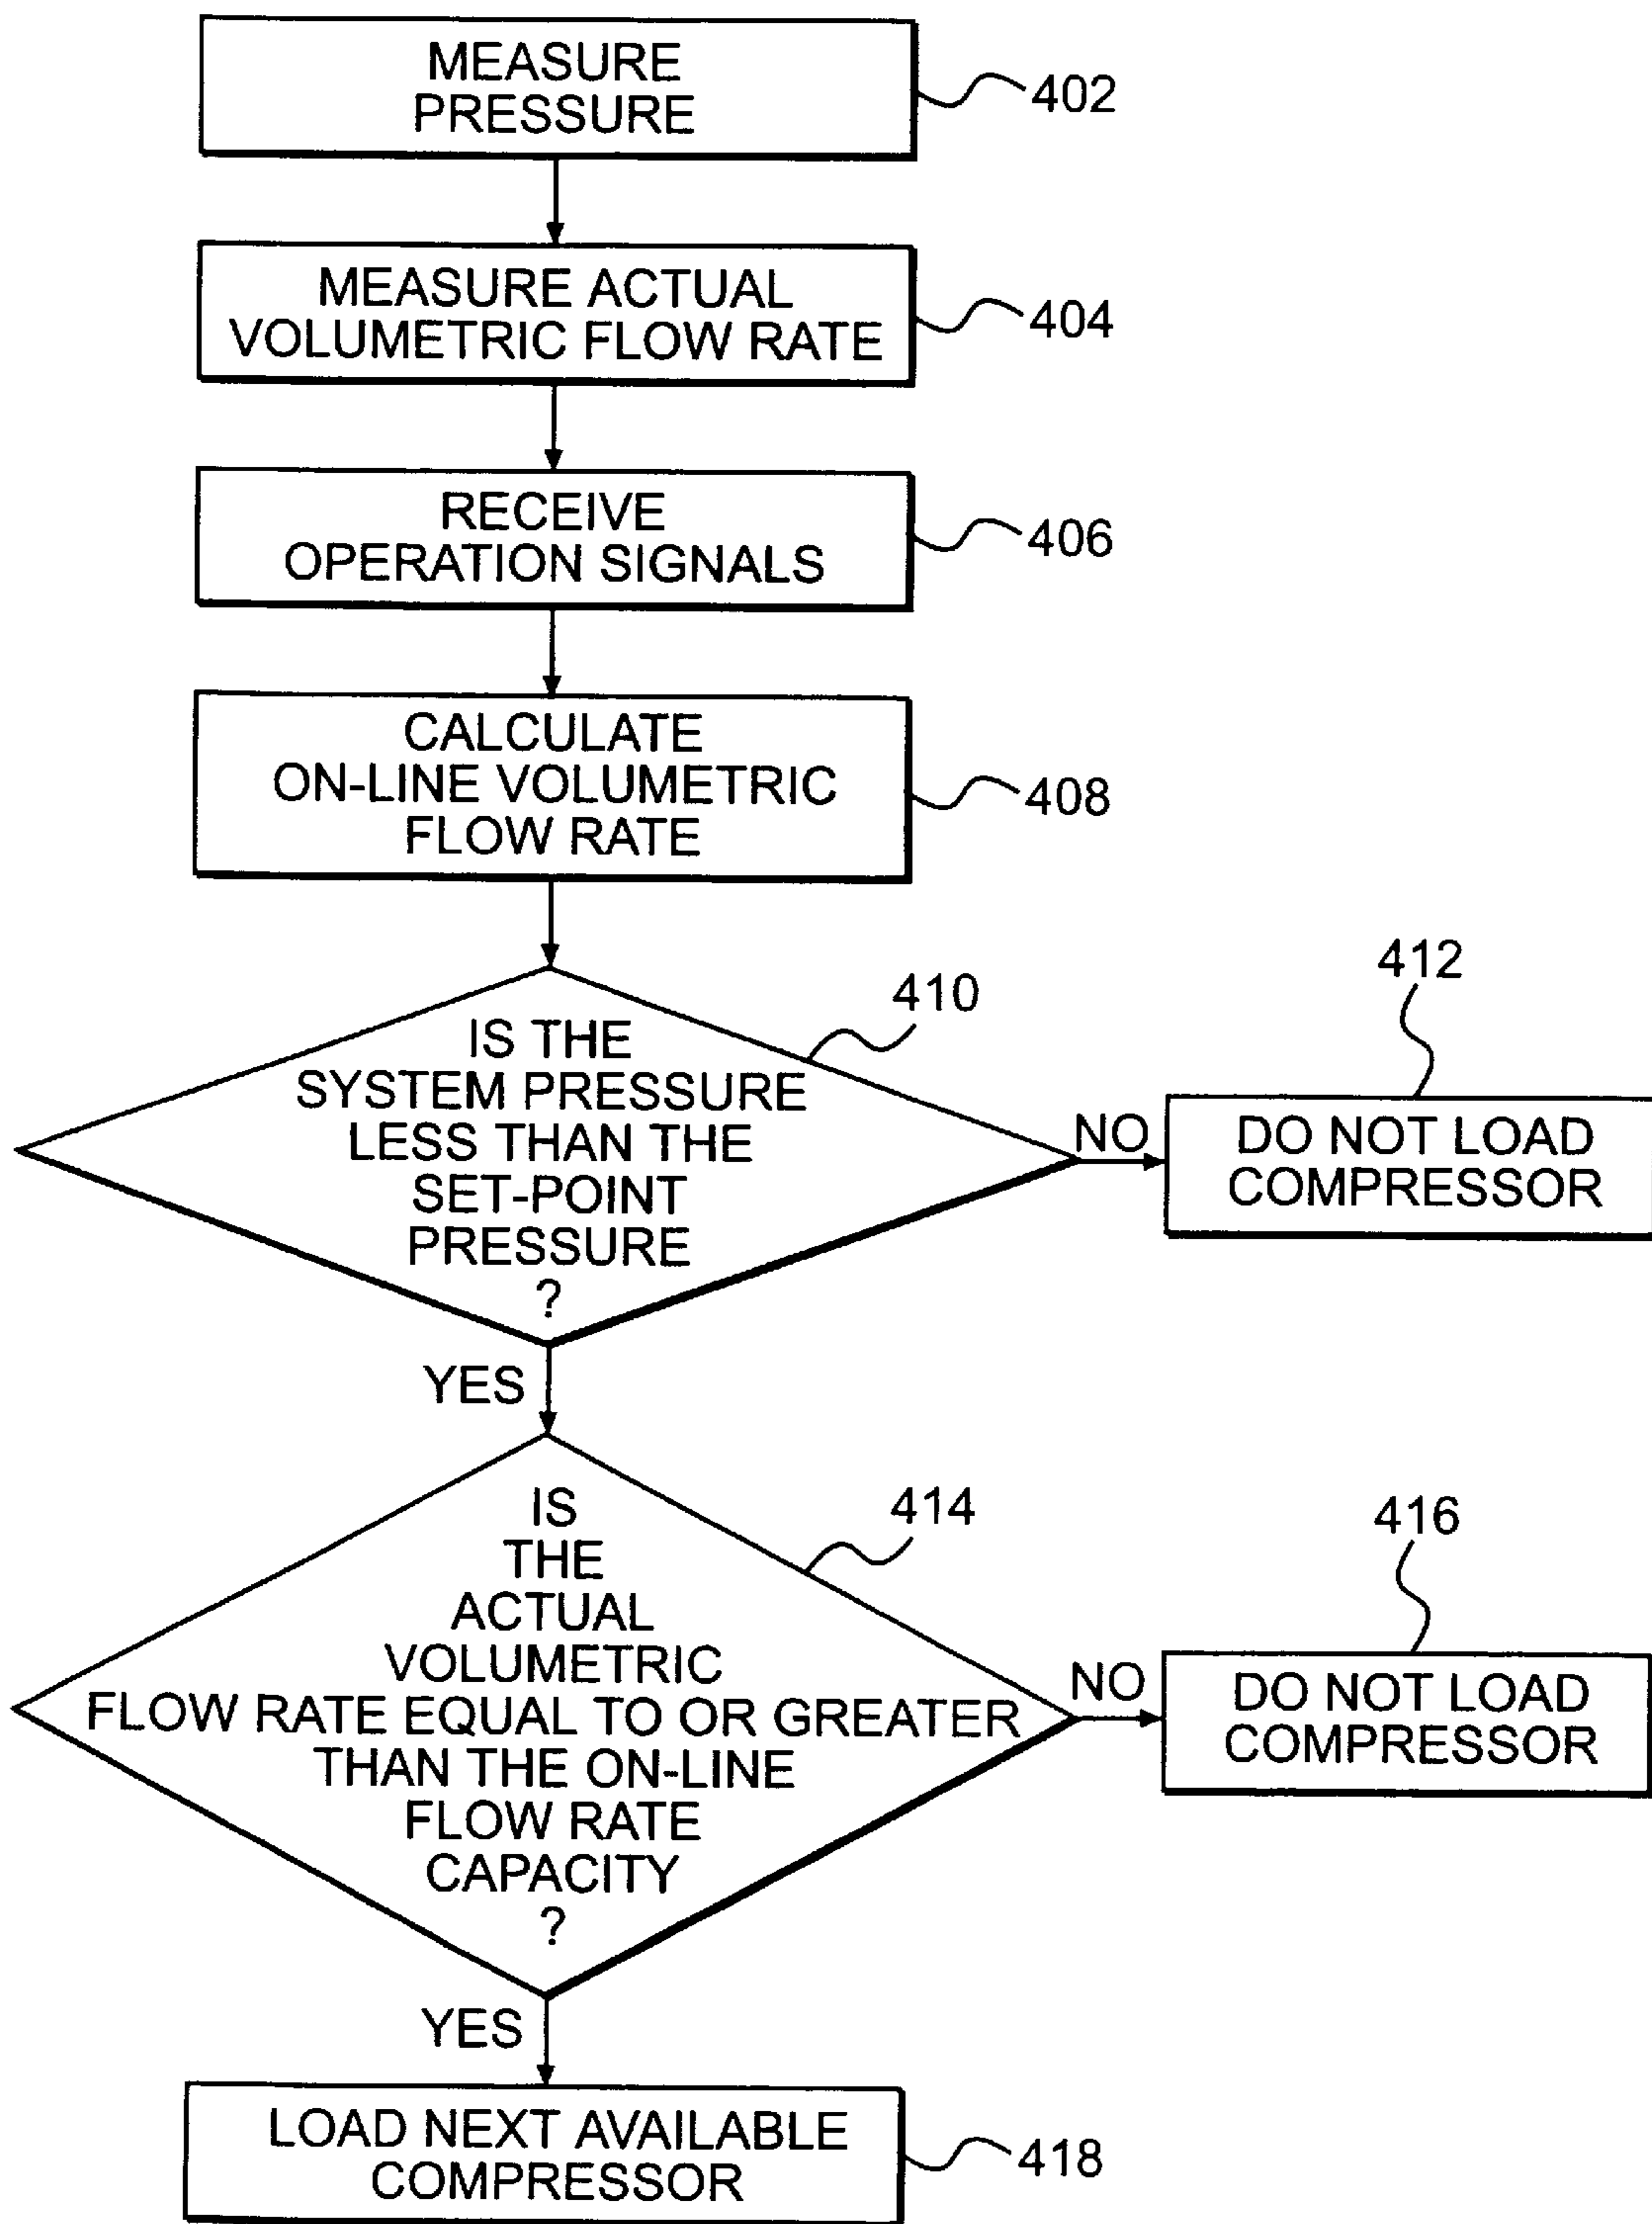 MEASURE
PRESSURE
402
MEASURE ACTUAL
VOLUMETRIC FLOW RATE
404
RECEIVE
OPERATION SIGNALS
406
CALCULATE
ON-LINE VOLUMETRIC
FLOW RATE
408
410
IS THE
SYSTEM PRESSURE
LESS THAN THE
SET-POINT
PRESSURE
?
NO
412
DO NOT LOAD
COMPRESSOR
YES
414
IS
THE
ACTUAL
VOLUMETRIC
FLOW RATE EQUAL TO OR GREATER
THAN THE ON-LINE
FLOW RATE
CAPACITY
?
NO
416
DO NOT LOAD
COMPRESSOR
YES
LOAD NEXT AVAILABLE
COMPRESSOR
418